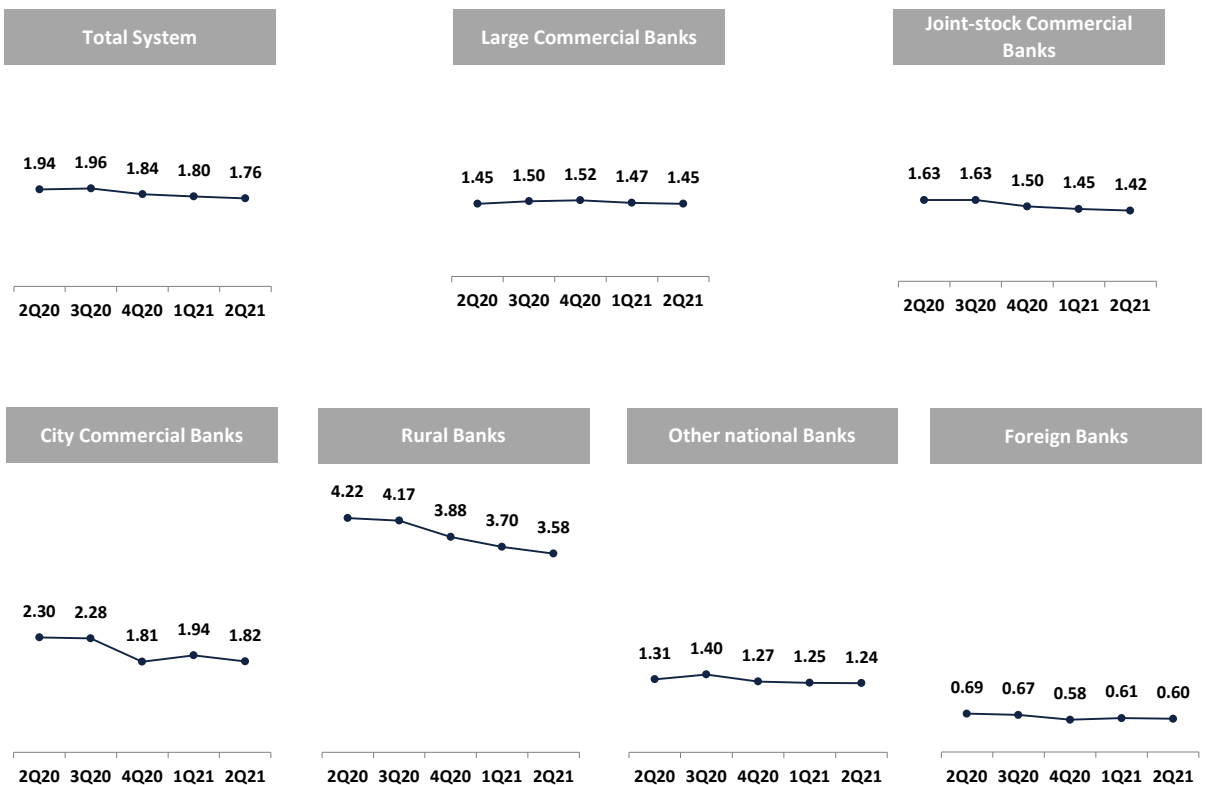 Total System
1.94 1.96 1.84 1.80 1.76
2Q20 3Q20 4Q20 1Q21 2Q21
Large Commercial Banks
1.45 1.50 1.52 1.47 1.45
2Q20 3Q20 4Q20 1Q21 2Q21
Joint-stock Commercial
Banks
1.63 1.63 1.50 1.45 1.42
2Q20 3Q20 4Q20 1Q21 2Q21
City Commercial Banks
2.30 2.28 1.81 1.94 1.82
2Q20 3Q20 4Q20 1Q21 2Q21
Rural Banks
4.22 4.17 3.88 3.70 3.58
2Q20 3Q20 4Q20 1Q21 2Q21
Other national Banks
1.31 1.40 1.27 1.25 1.24
2Q20 3Q20 4Q20 1Q21 2Q21
Foreign Banks
0.69 0.67 0.58 0.61 0.60
2Q20 3Q20 4Q20 1Q21 2Q21